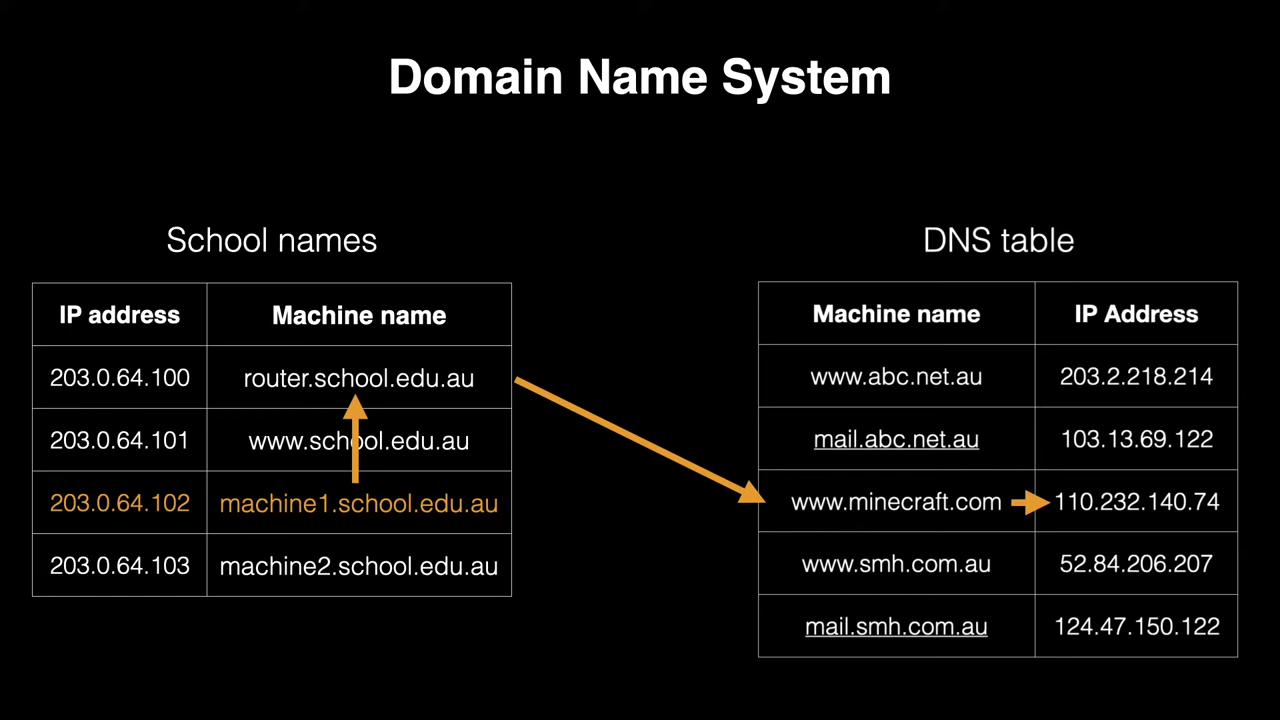 Domain Name System
School names
IP address Machine name
203.0.64.100 router.school.edu.au
203.0.64.101 www.school.edu.au
203.0.64.102 machine1.school.edu.au
203.0.64.103 machine2.school.edu.au
DNS table
Machine name IP Address
www.abc.net.au 203.2.218.214
mail.abc.net.au 103.13.69.122
www.minecraft.com 110.232.140.74
www.smh.com.au 52.84.206.207
mail.smh.com.au 124.47.150.122